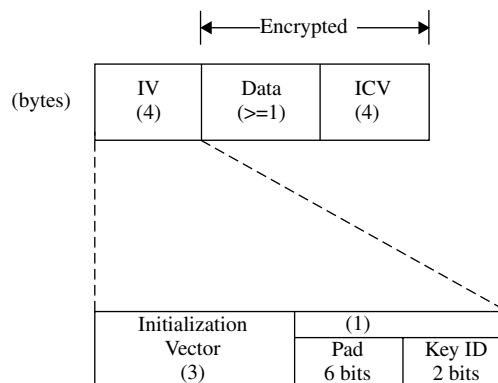 Encrypted
(bytes)
IV
(4)
Data
(>=1)
ICV
(4)
Initialization
Vector
(3)
(1)
Pad
6 bits
Key ID
2 bits